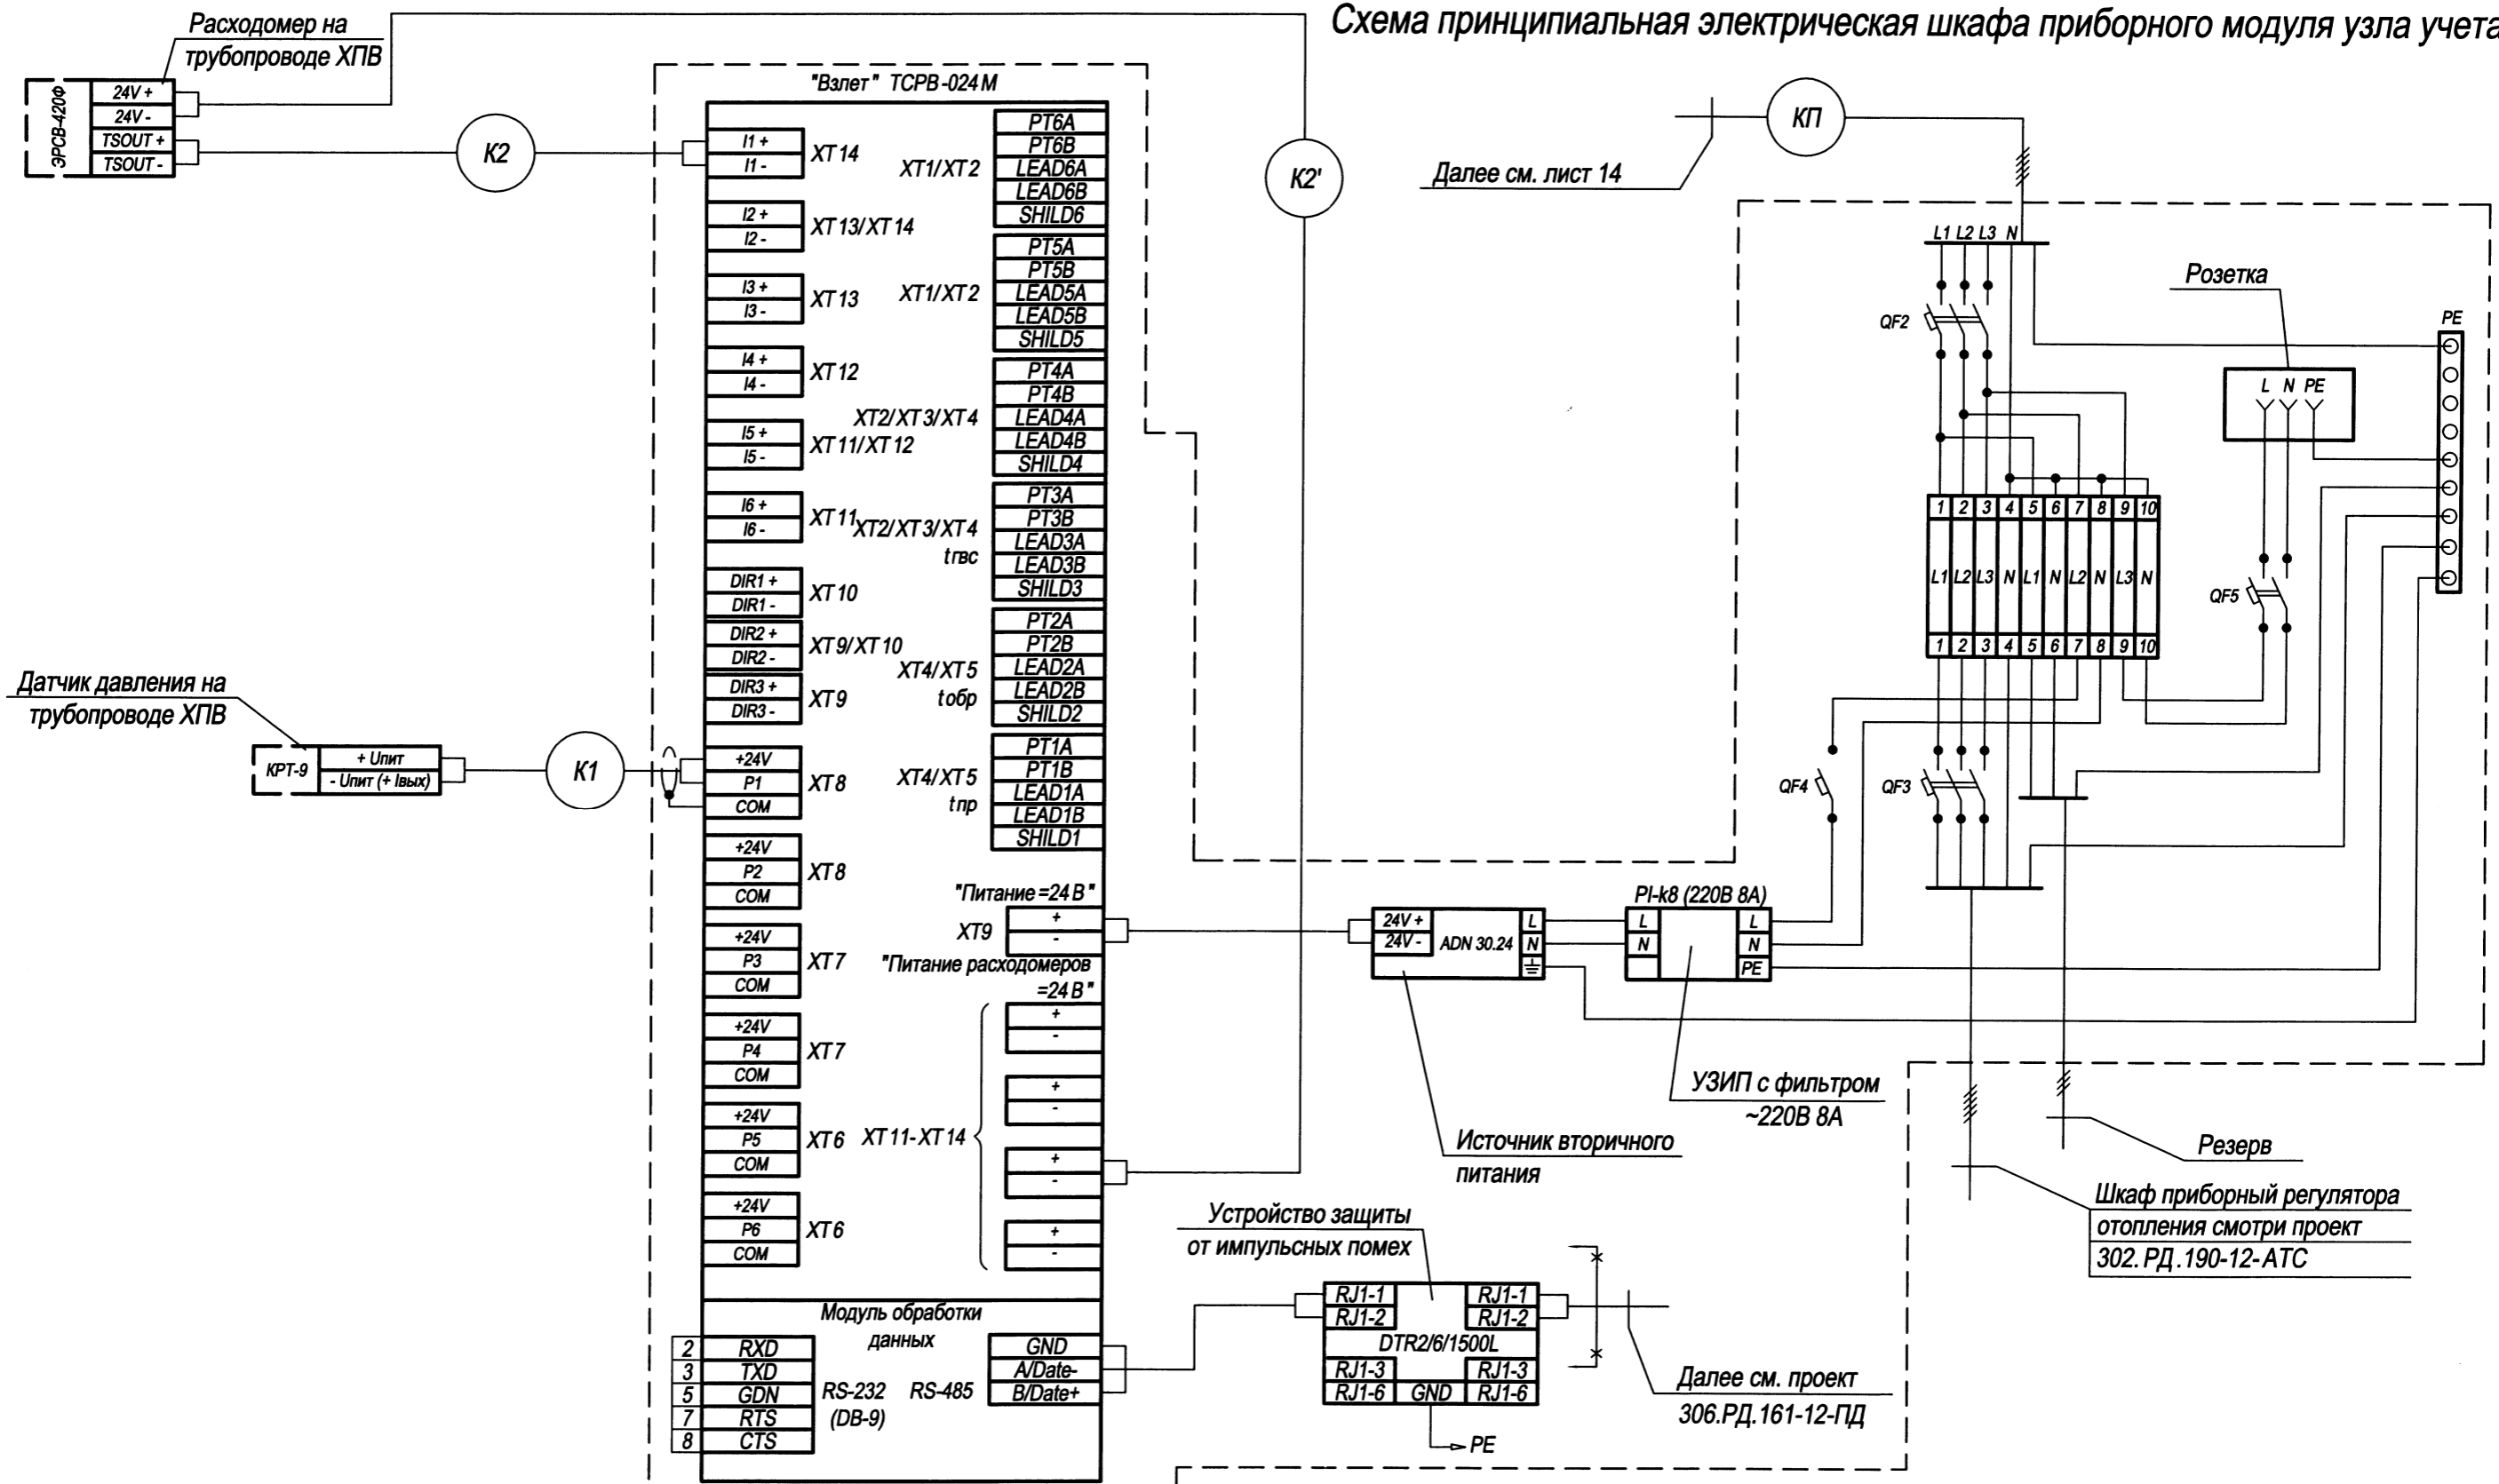 Схема принципиальная электрическая шкафа приборного модуля узла учета
Расходомер на
трубопроводе ХПВ
ЭРСВ-420Ф
24V +
24V -
TSOUT +
TSOUT -
К2
К2'
"Взлет" ТСРВ-024М
I1 +
I1 -
XT14
I2 +
I2 -
XT13/XT14
I3 +
I3 -
XT13
I4 +
I4 -
XT12
I5 +
I5 -
XT11/XT12
I6 +
I6 -
XT11
DIR1 +
DIR1 -
XT10
DIR2 +
DIR2 -
XT9/XT10
DIR3 +
DIR3 -
XT9
Датчик давления на
трубопроводе ХПВ
КРТ-9
+ Uпит
- Uпит (+ Iвых)
К1
+24V
P1
COM
XT8
+24V
P2
COM
XT8
+24V
P3
COM
XT7
+24V
P4
COM
XT7
+24V
P5
COM
XT6
+24V
P6
COM
XT6
XT1/XT2
PT6A
PT6B
LEAD6A
LEAD6B
SHILD6
XT1/XT2
PT5A
PT5B
LEAD5A
LEAD5B
SHILD5
XT2/XT3/XT4
PT4A
PT4B
LEAD4A
LEAD4B
SHILD4
XT2/XT3/XT4
tгвс
PT3A
PT3B
LEAD3A
LEAD3B
SHILD3
XT4/XT5
tобр
PT2A
PT2B
LEAD2A
LEAD2B
SHILD2
XT4/XT5
tпр
PT1A
PT1B
LEAD1A
LEAD1B
SHILD1
"Питание =24 В"
XT9
+
-
"Питание расходомеров
=24 В"
XT11-XT14
+
-
+
-
+
-
+
-
Модуль обработки
данных
2 RXD
3 TXD
5 GDN
7 RTS
8 CTS
RS-232
(DB-9)
RS-485
GND
A/Date-
B/Date+
Далее см. лист 14
КП
L1 L2 L3 N
QF2
Розетка
L N PE
PE
1 2 3 4 5 6 7 8 9 10
L1 L2 L3 N L1 N L2 N L3 N
1 2 3 4 5 6 7 8 9 10
QF5
QF4
QF3
24V +
24V -
ADN 30.24
L
N
PI-k8 (220В 8А)
L
N
L
N
PE
УЗИП с фильтром
~220В 8А
Источник вторичного
питания
Резерв
Шкаф приборный регулятора
отопления смотри проект
302.РД.190-12-АТС
Устройство защиты
от импульсных помех
RJ1-1 RJ1-1
RJ1-2 RJ1-2
DTR2/6/1500L
RJ1-3 RJ1-3
RJ1-6 GND RJ1-6
PE
Далее см. проект
306.РД.161-12-ПД